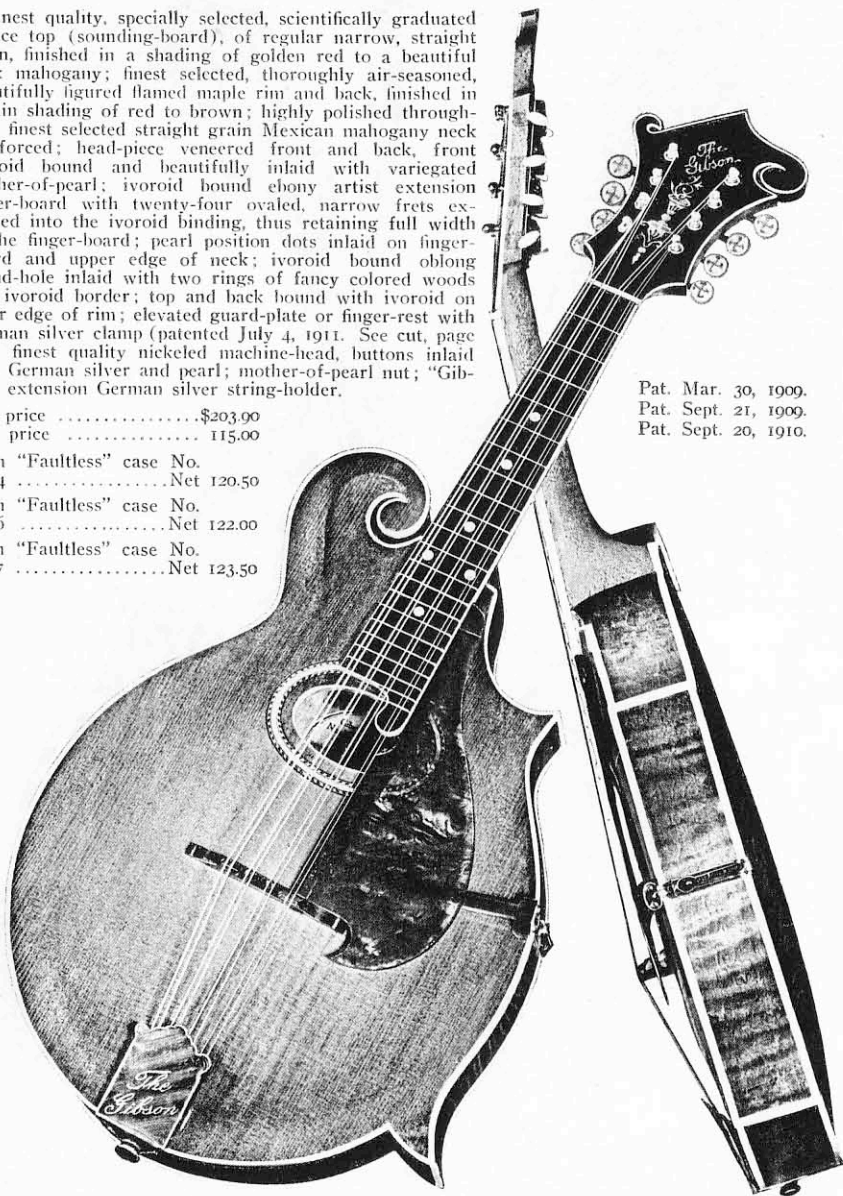 nest quality, specially selected, scientifically graduated
ce top (sounding-board), of regular narrow, straight
n, finished in a shading of golden red to a beautiful
mahogany; finest selected, thoroughly air-seasoned,
utifully figured flamed maple rim and back, finished in
in shading of red to brown; highly polished through-
finest selected straight grain Mexican mahogany neck
forced; head-piece veneered front and back, front
oid bound and beautifully inlaid with variegated
her-of-pearl; ivoroid bound ebony artist extension
er-board with twenty-four ovaled, narrow frets ex-
ed into the ivoroid binding, thus retaining full width
he finger-board; pearl position dots inlaid on finger-
rd and upper edge of neck; ivoroid bound oblong
nd-hole inlaid with two rings of fancy colored woods
ivoroid border; top and back bound with ivoroid on
r edge of rim; elevated guard-plate or finger-rest with
man silver clamp (patented July 4, 1911. See cut, page
finest quality nickeled machine-head, buttons inlaid
German silver and pearl; mother-of-pearl nut; "Gib-
extension German silver string-holder.
price ................$203.90
price ................ 115.00
n "Faultless" case No.
4 ..................Net 120.50
n "Faultless" case No.
6 ..................Net 122.00
n "Faultless" case No.
7 ..................Net 123.50
Pat. Mar. 30, 1909.
Pat. Sept. 21, 1909.
Pat. Sept. 20, 1910.
The
Gibson
The
Gibson